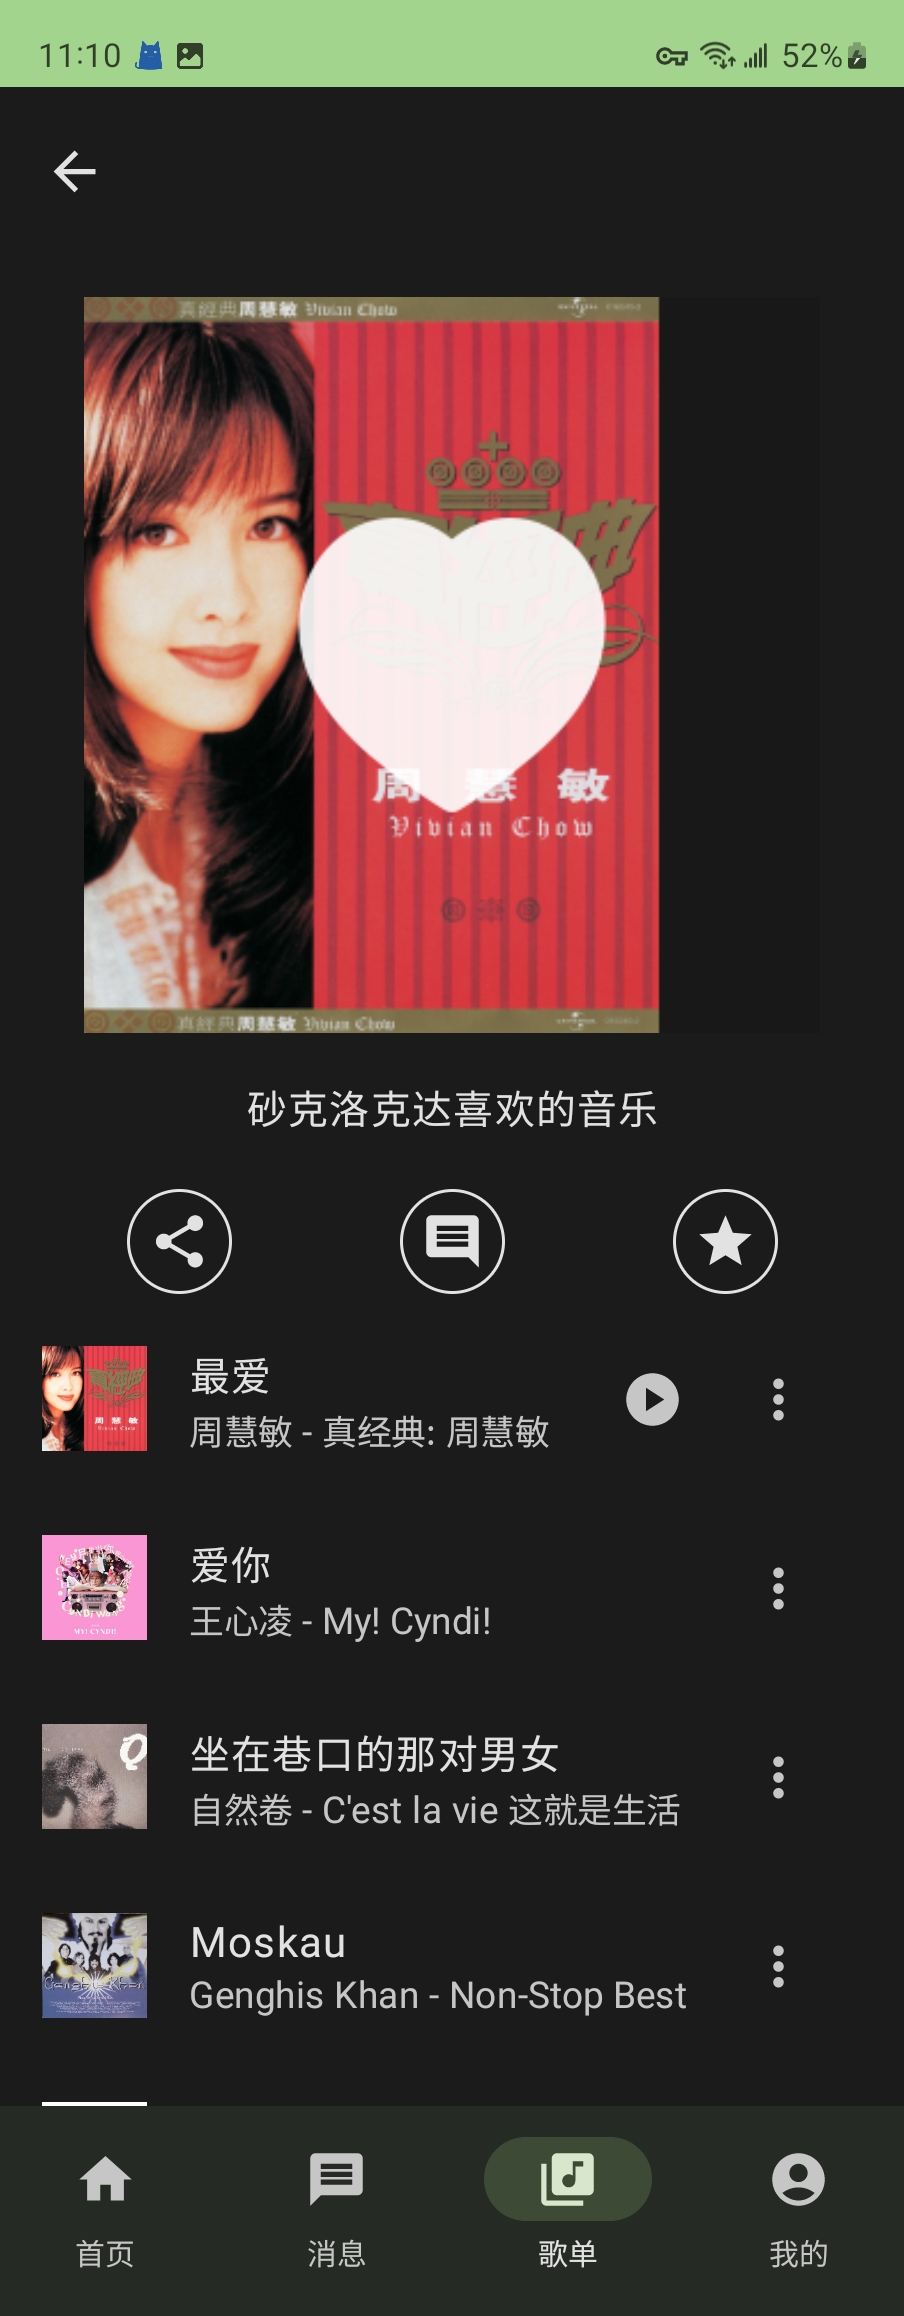 11:10
52%
真經典周慧敏 Vivian Chow
周 慧 敏
Vivian Chow
真經典周慧敏 Vivian Chow
砂克洛克达喜欢的音乐
最爱
周慧敏 - 真经典: 周慧敏
爱你
王心凌 - My! Cyndi!
MY! CYNDI!
坐在巷口的那对男女
自然卷 - C'est la vie 这就是生活
Q
Moskau
Genghis Khan - Non-Stop Best
首页
消息
歌单
我的